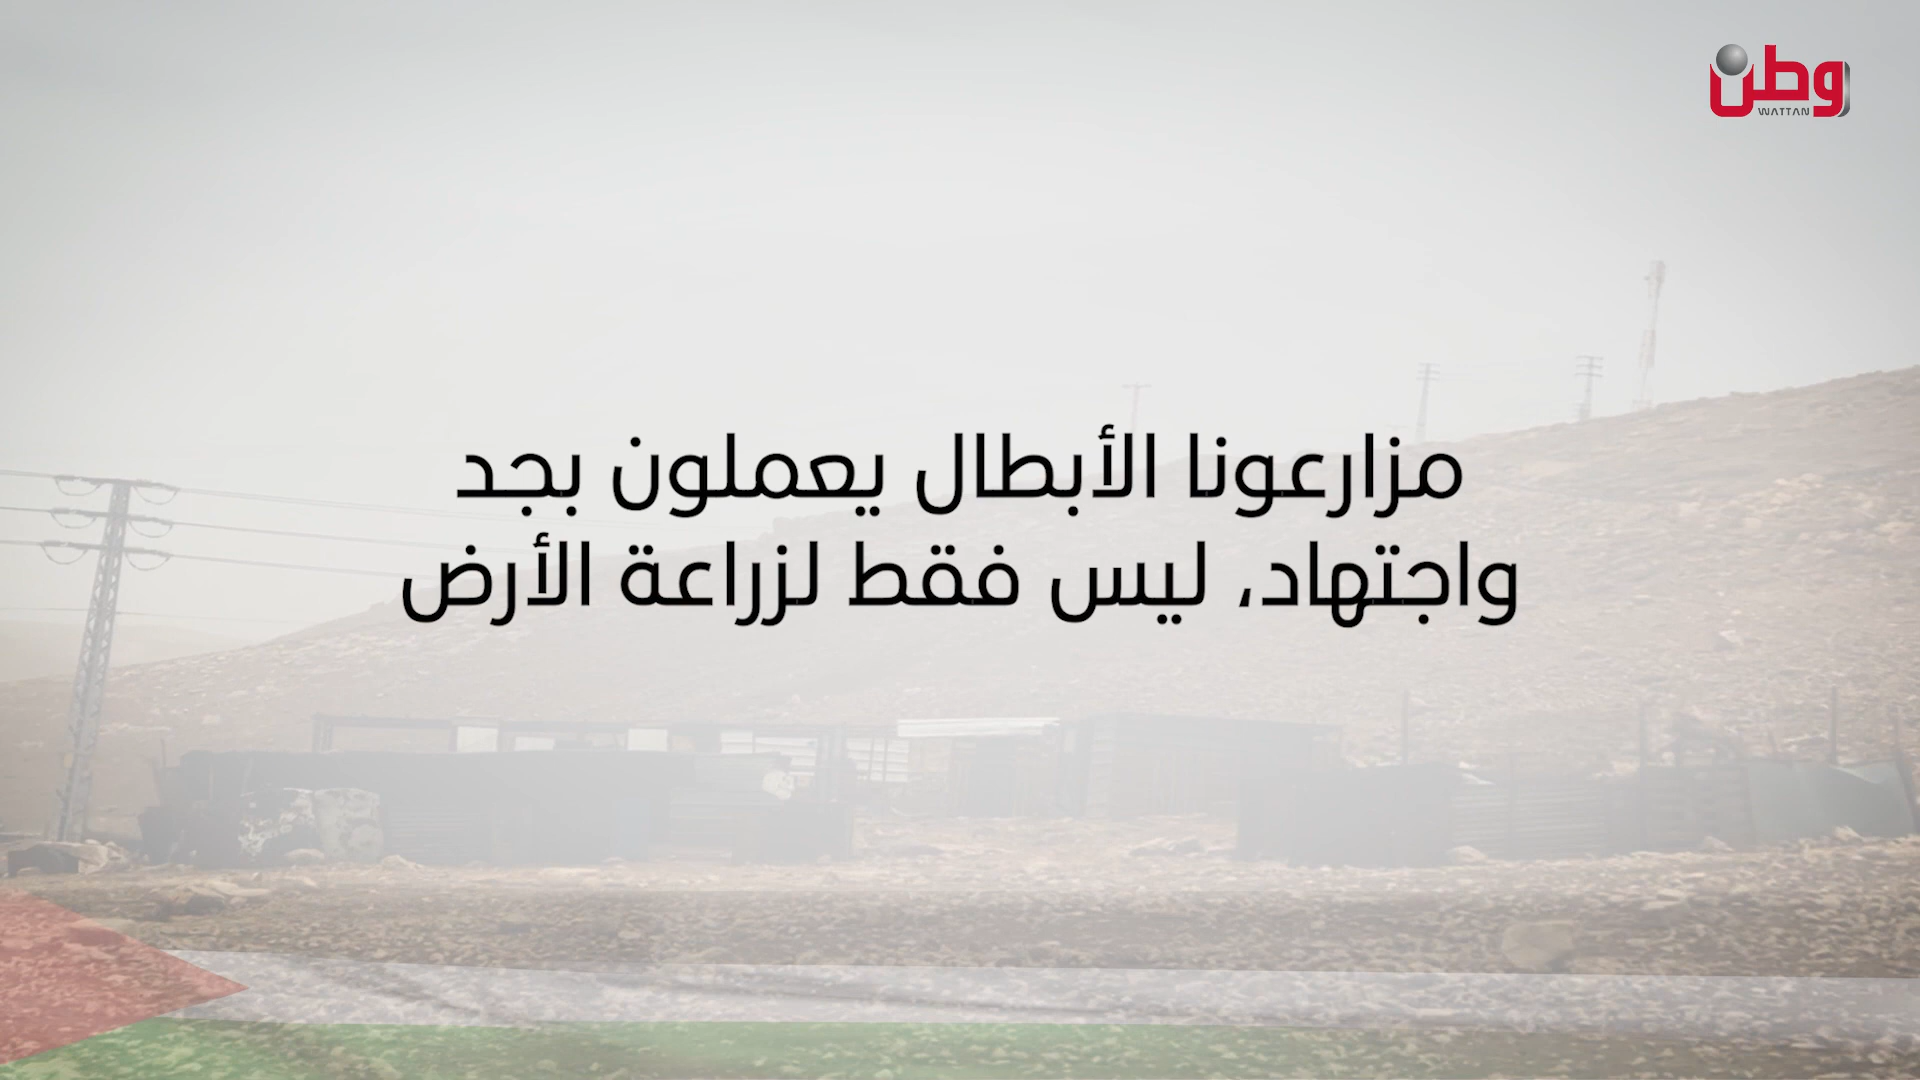 وطن
WATTAN
مزارعونا الأبطال يعملون بجد
واجتهاد، ليس فقط لزراعة الأرض